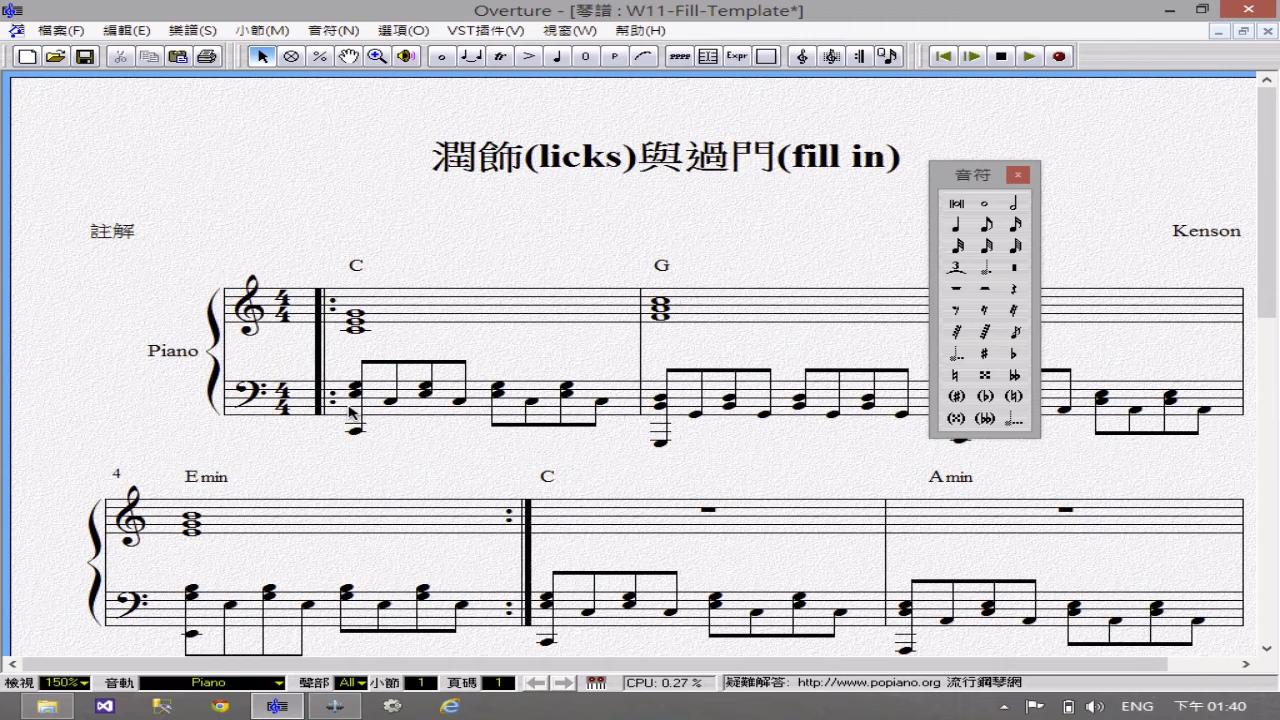 Overture - [琴譜 : W11-Fill-Template*]
檔案(F) 編輯(E) 樂譜(S) 小節(M) 音符(N) 選項(O) VST插件(V) 視窗(W) 幫助(H)
潤飾(licks)與過門(fill in)
音符
註解
Kenson
C G
Piano
4 Emin C Amin
檢視 150% 音軌 Piano 聲部 All 小節 1 頁碼 1 CPU: 0.27 % 疑難解答: http://www.popiano.org 流行鋼琴網
ENG 下午 01:40